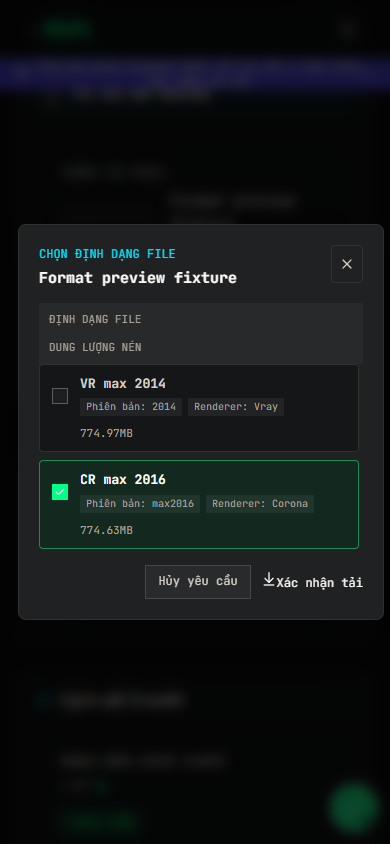 CHỌN ĐỊNH DẠNG FILE
Format preview fixture
ĐỊNH DẠNG FILE
DUNG LƯỢNG NÉN
VR max 2014
Phiên bản: 2014 Renderer: Vray
774.97MB
CR max 2016
Phiên bản: max2016 Renderer: Corona
774.63MB
Hủy yêu cầu Xác nhận tải